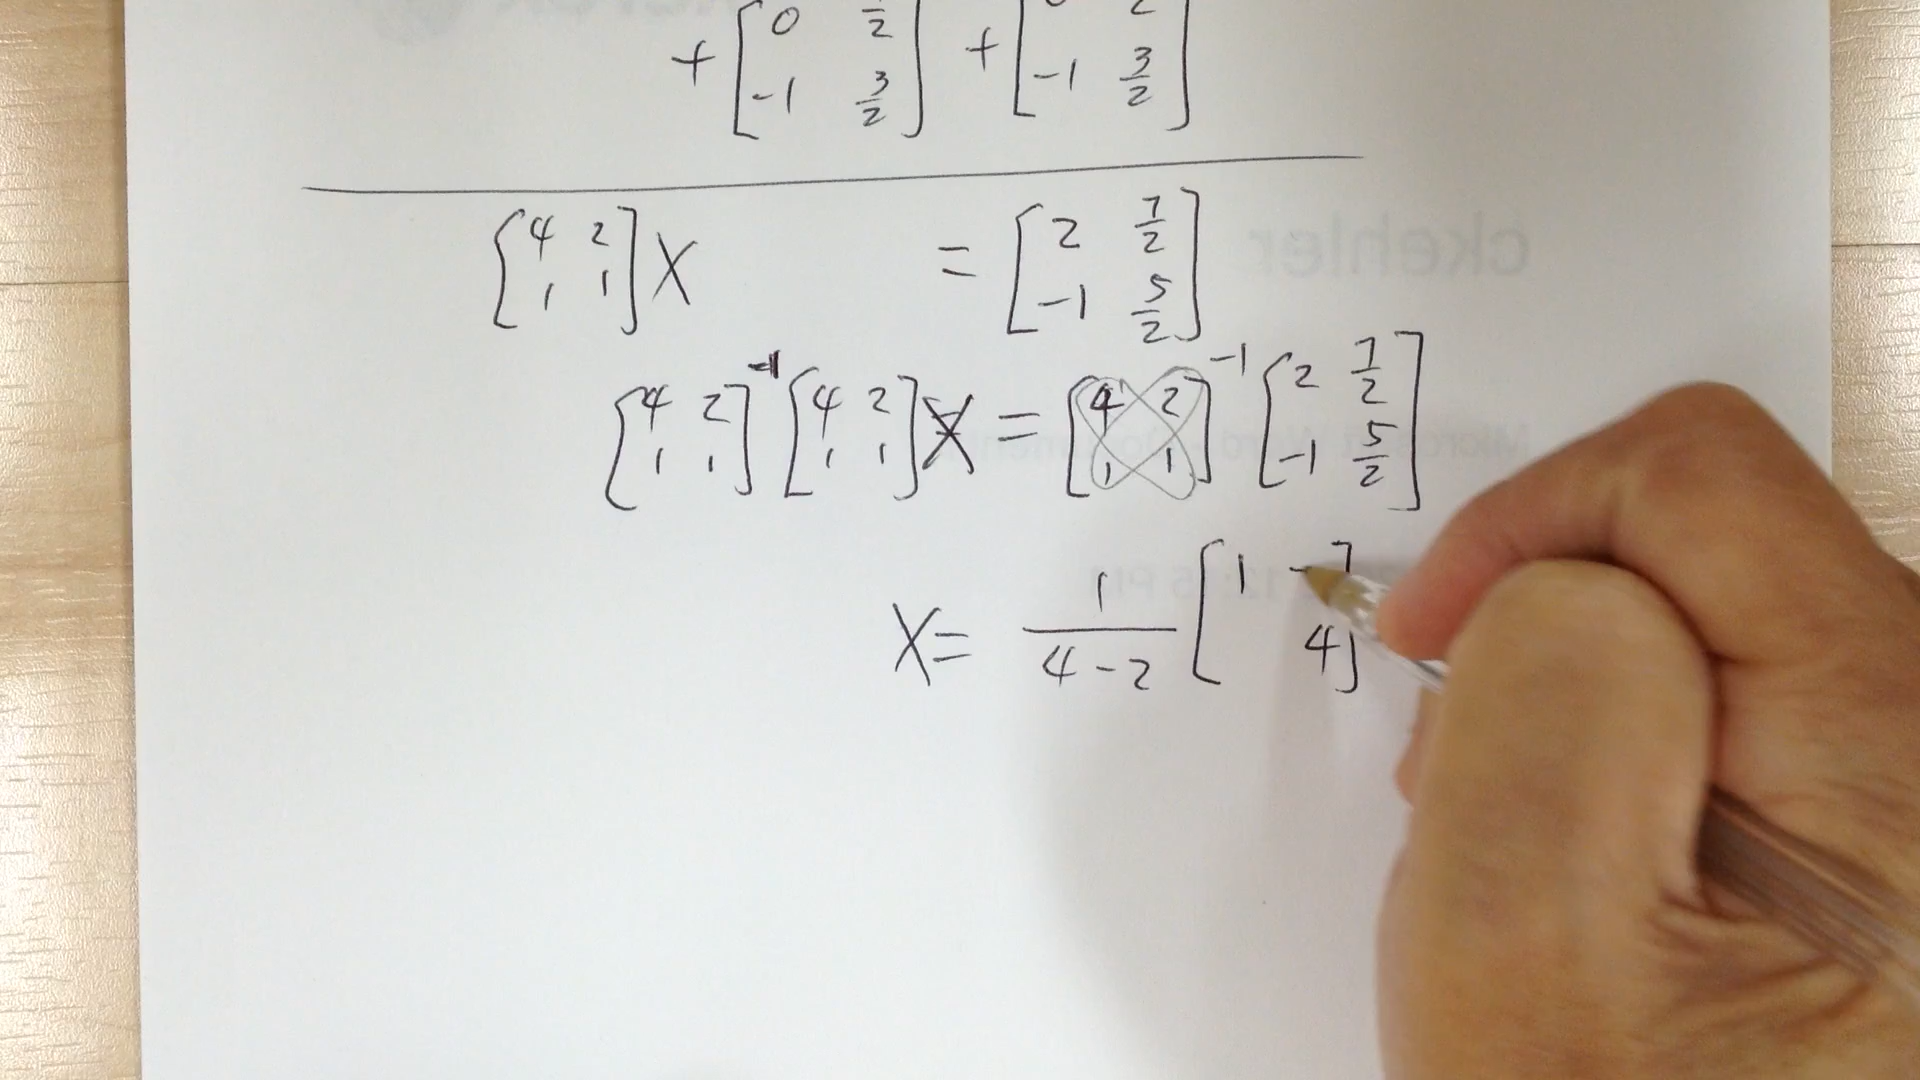 + [ 0 1/2 ] + [
[ -1 3/2 ] [ -1 3/2 ]
[ 4 2 ] X = [ 2 7/2 ]
[ 1 1 ] [ -1 5/2 ]
[ 4 2 ]⁻¹ [ 4 2 ] X = [ 4 2 ]⁻¹ [ 2 7/2 ]
[ 1 1 ] [ 1 1 ] [ 1 1 ] [ -1 5/2 ]
X = 1/(4-2) [ 1 - ]
[ 4 ]
ckehler